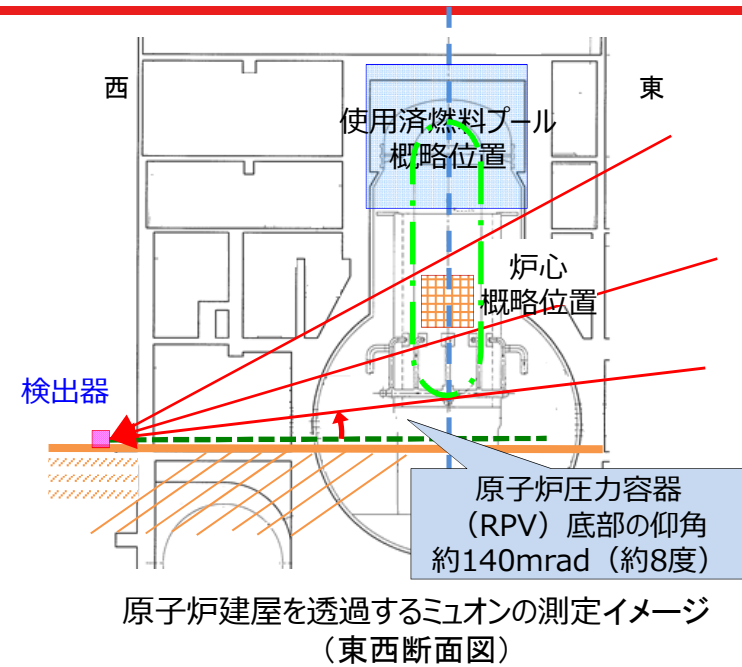 西
東
使用済燃料プール
概略位置
炉心
概略位置
検出器
原子炉圧力容器
（RPV）底部の仰角
約140mrad（約8度）
原子炉建屋を透過するミュオンの測定イメージ
（東西断面図）